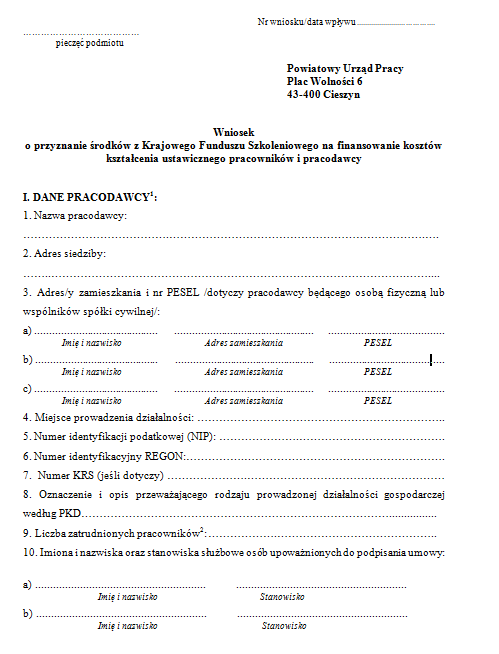 Nr wniosku/data wpływu ................................
.......................................
pieczęć podmiotu
Powiatowy Urząd Pracy
Plac Wolności 6
43-400 Cieszyn
Wniosek
o przyznanie środków z Krajowego Funduszu Szkoleniowego na finansowanie kosztów
kształcenia ustawicznego pracowników i pracodawcy
I. DANE PRACODAWCY¹:
1. Nazwa pracodawcy:
……………………………………………………………………………………………….
2. Adres siedziby:
………………………………………………………………………………………………....
3. Adres/y zamieszkania i nr PESEL /dotyczy pracodawcy będącego osobą fizyczną lub
wspólników spółki cywilnej/:
a) ............................................ .................................................. ..........................................
Imię i nazwisko Adres zamieszkania PESEL
b) ............................................ .................................................. ..........................................
Imię i nazwisko Adres zamieszkania PESEL
c) ............................................ .................................................. ..........................................
Imię i nazwisko Adres zamieszkania PESEL
4. Miejsce prowadzenia działalności: ………………………………………………………..
5. Numer identyfikacji podatkowej (NIP): …………………………………………………..
6. Numer identyfikacyjny REGON:…………………………………………………………..
7. Numer KRS (jeśli dotyczy) ………………………………………………………………
8. Oznaczenie i opis przeważającego rodzaju prowadzonej działalności gospodarczej
według PKD…………………………………………………………………................
9. Liczba zatrudnionych pracowników²:……………………………………………………..
10. Imiona i nazwiska oraz stanowiska służbowe osób upoważnionych do podpisania umowy:
a) ............................................................. .............................................................
Imię i nazwisko Stanowisko
b) ............................................................. .............................................................
Imię i nazwisko Stanowisko